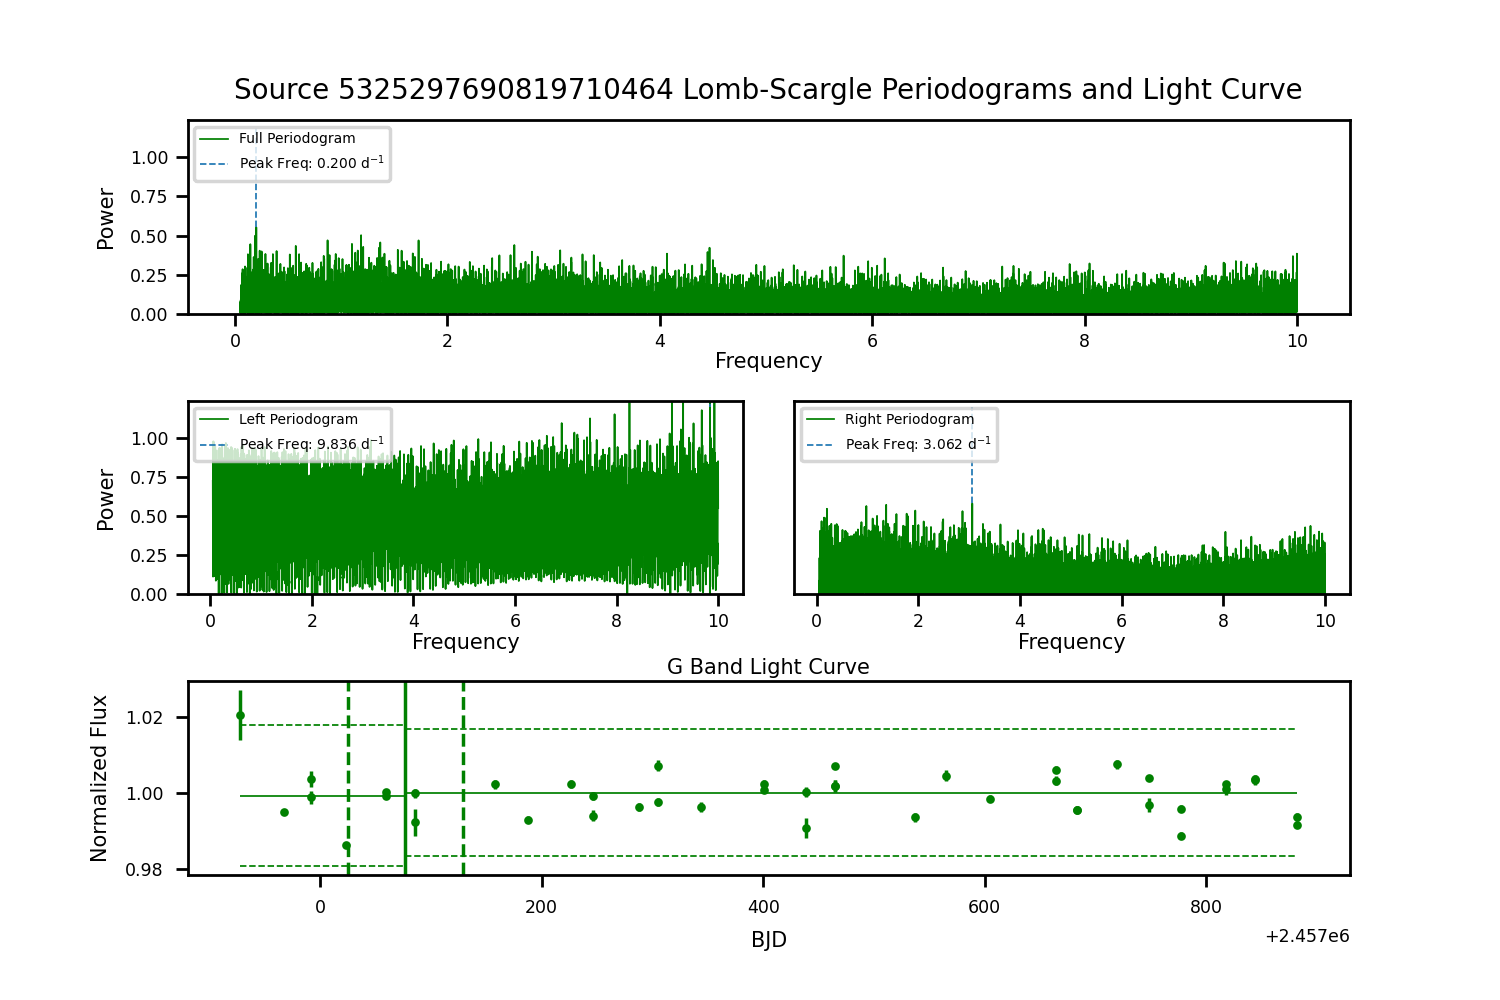 Source 5325297690819710464 Lomb-Scargle Periodograms and Light Curve
Full Periodogram
Peak Freq: 0.200 d⁻¹
Power
1.00
0.75
0.50
0.25
0.00
0 2 4 6 8 10
Frequency
Left Periodogram
Peak Freq: 9.836 d⁻¹
Power
1.00
0.75
0.50
0.25
0.00
0 2 4 6 8 10
Frequency
Right Periodogram
Peak Freq: 3.062 d⁻¹
0 2 4 6 8 10
Frequency
G Band Light Curve
Normalized Flux
1.02
1.00
0.98
0 200 400 600 800
BJD
+2.457e6